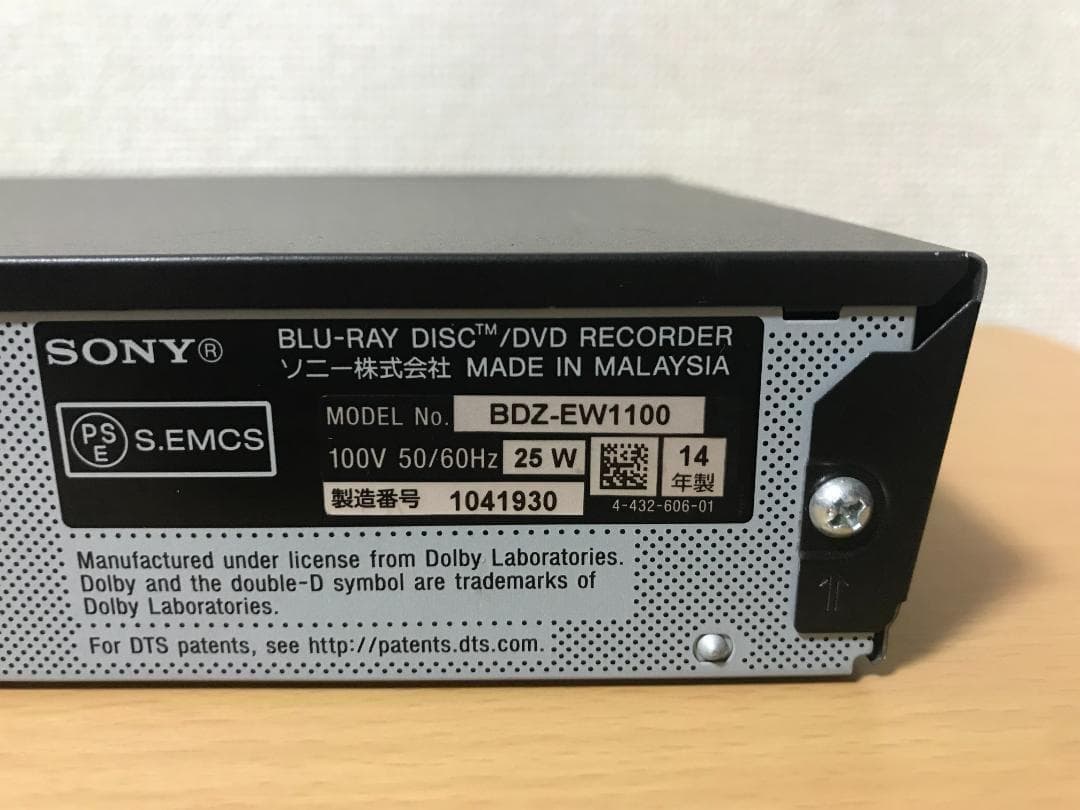 SONY®
BLU-RAY DISC™/DVD RECORDER
ソニー株式会社 MADE IN MALAYSIA
PSE S.EMCS
MODEL No. BDZ-EW1100
100V 50/60Hz 25 W
14
年製
製造番号 1041930
4-432-606-01
Manufactured under license from Dolby Laboratories.
Dolby and the double-D symbol are trademarks of
Dolby Laboratories.
For DTS patents, see http://patents.dts.com.
↑